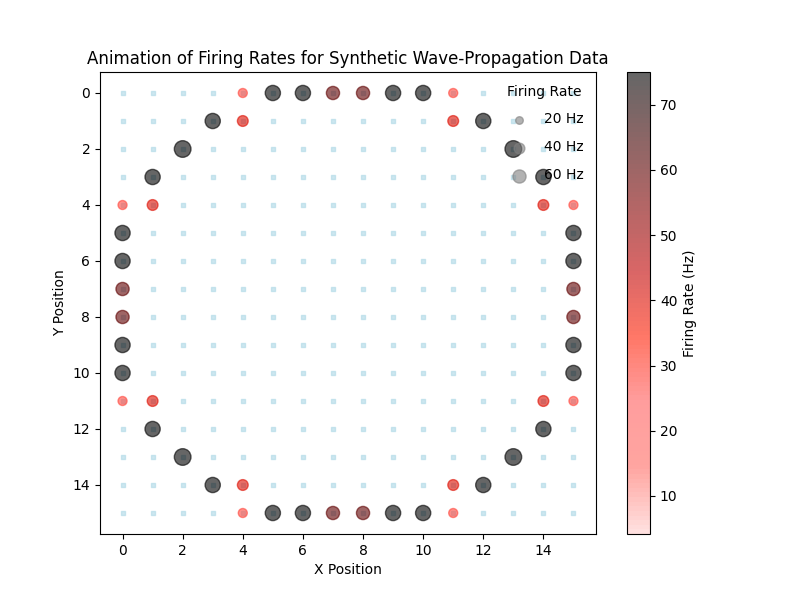 Animation of Firing Rates for Synthetic Wave-Propagation Data
Firing Rate
20 Hz
40 Hz
60 Hz
0
2
4
6
8
10
12
14
Y Position
0 2 4 6 8 10 12 14
X Position
70
60
50
40
30
20
10
Firing Rate (Hz)